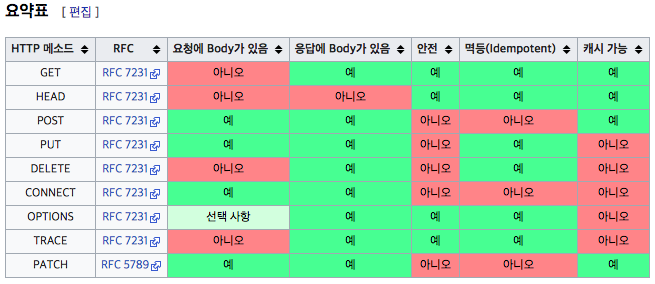 요약표 [ 편집 ]
HTTP 메소드 RFC 요청에 Body가 있음 응답에 Body가 있음 안전 멱등(Idempotent) 캐시 가능
GET RFC 7231 아니오 예 예 예 예
HEAD RFC 7231 아니오 아니오 예 예 예
POST RFC 7231 예 예 아니오 아니오 예
PUT RFC 7231 예 예 아니오 예 아니오
DELETE RFC 7231 아니오 예 아니오 예 아니오
CONNECT RFC 7231 예 예 아니오 아니오 아니오
OPTIONS RFC 7231 선택 사항 예 예 예 아니오
TRACE RFC 7231 아니오 예 예 예 아니오
PATCH RFC 5789 예 예 아니오 아니오 예